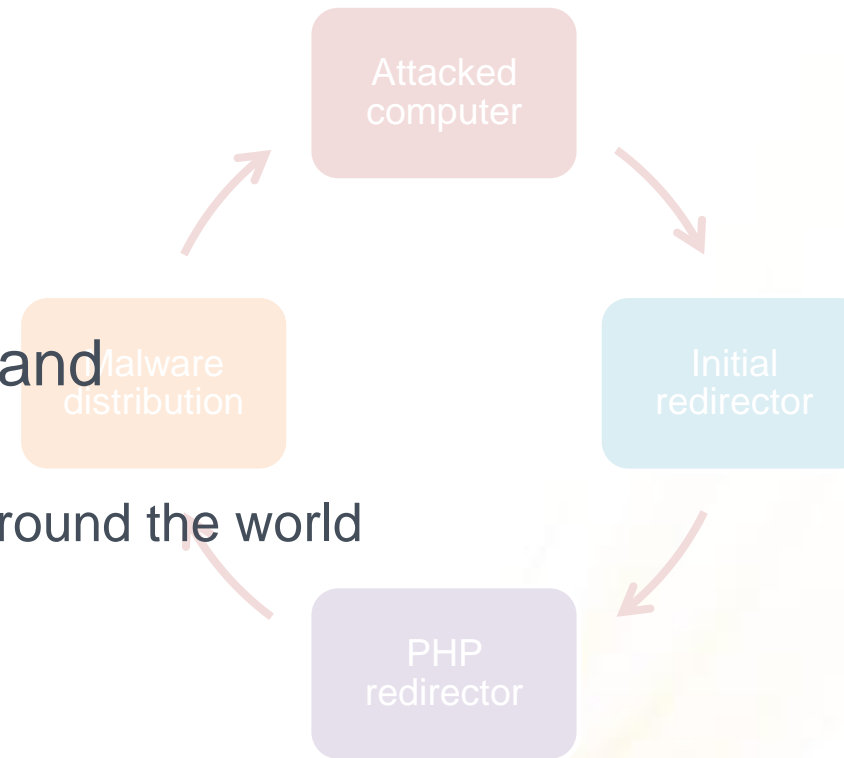 Attacked
computer
and
Malware
distribution
Initial
redirector
round the world
PHP
redirector